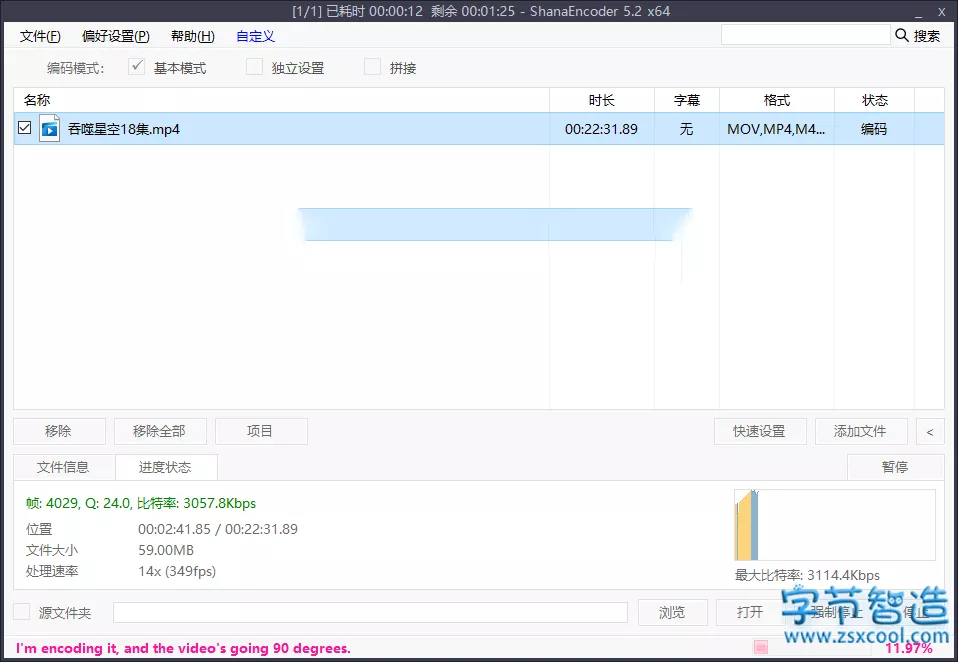 [1/1] 已耗时 00:00:12 剩余 00:01:25 - ShanaEncoder 5.2 x64 _ x
文件(F) 偏好设置(P) 帮助(H) 自定义 搜索
编码模式: 基本模式 独立设置 拼接
名称 时长 字幕 格式 状态
吞噬星空18集.mp4 00:22:31.89 无 MOV,MP4,M4... 编码
移除 移除全部 项目 快速设置 添加文件 <
文件信息 进度状态 暂停
帧: 4029, Q: 24.0, 比特率: 3057.8Kbps
位置 00:02:41.85 / 00:22:31.89
文件大小 59.00MB
处理速率 14x (349fps)
最大比特率: 3114.4Kbps
源文件夹 浏览 打开 强制停止 停止
字节智造
www.zsxcool.com
I'm encoding it, and the video's going 90 degrees. 11.97%